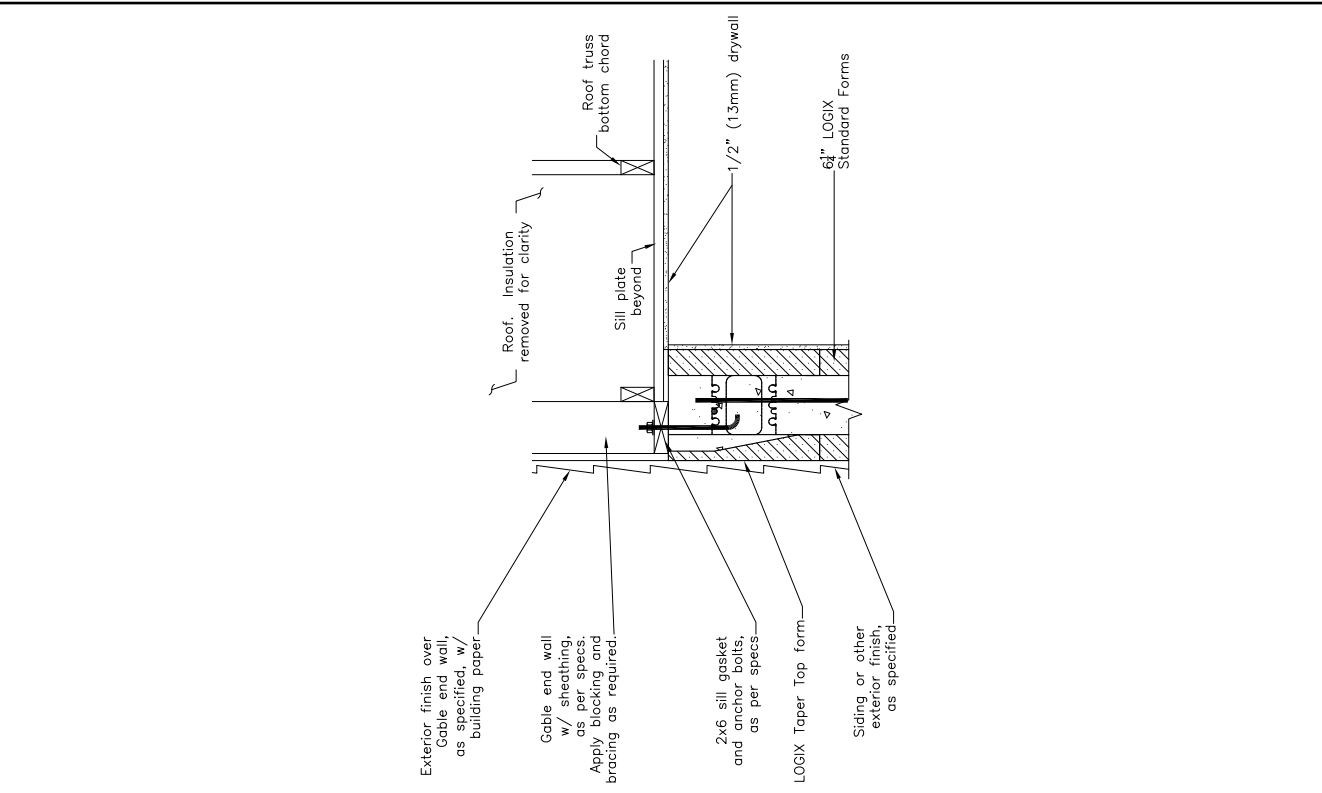 Roof truss
bottom chord
1/2" (13mm) drywall
6¼" LOGIX
Standard Forms
Roof. Insulation
removed for clarity
Sill plate
beyond
Exterior finish over
Gable end wall,
as specified, w/
building paper
Gable end wall
w/ sheathing,
as per specs.
Apply blocking and
bracing as required.
2x6 sill gasket
and anchor bolts,
as per specs
LOGIX Taper Top form
Siding or other
exterior finish,
as specified